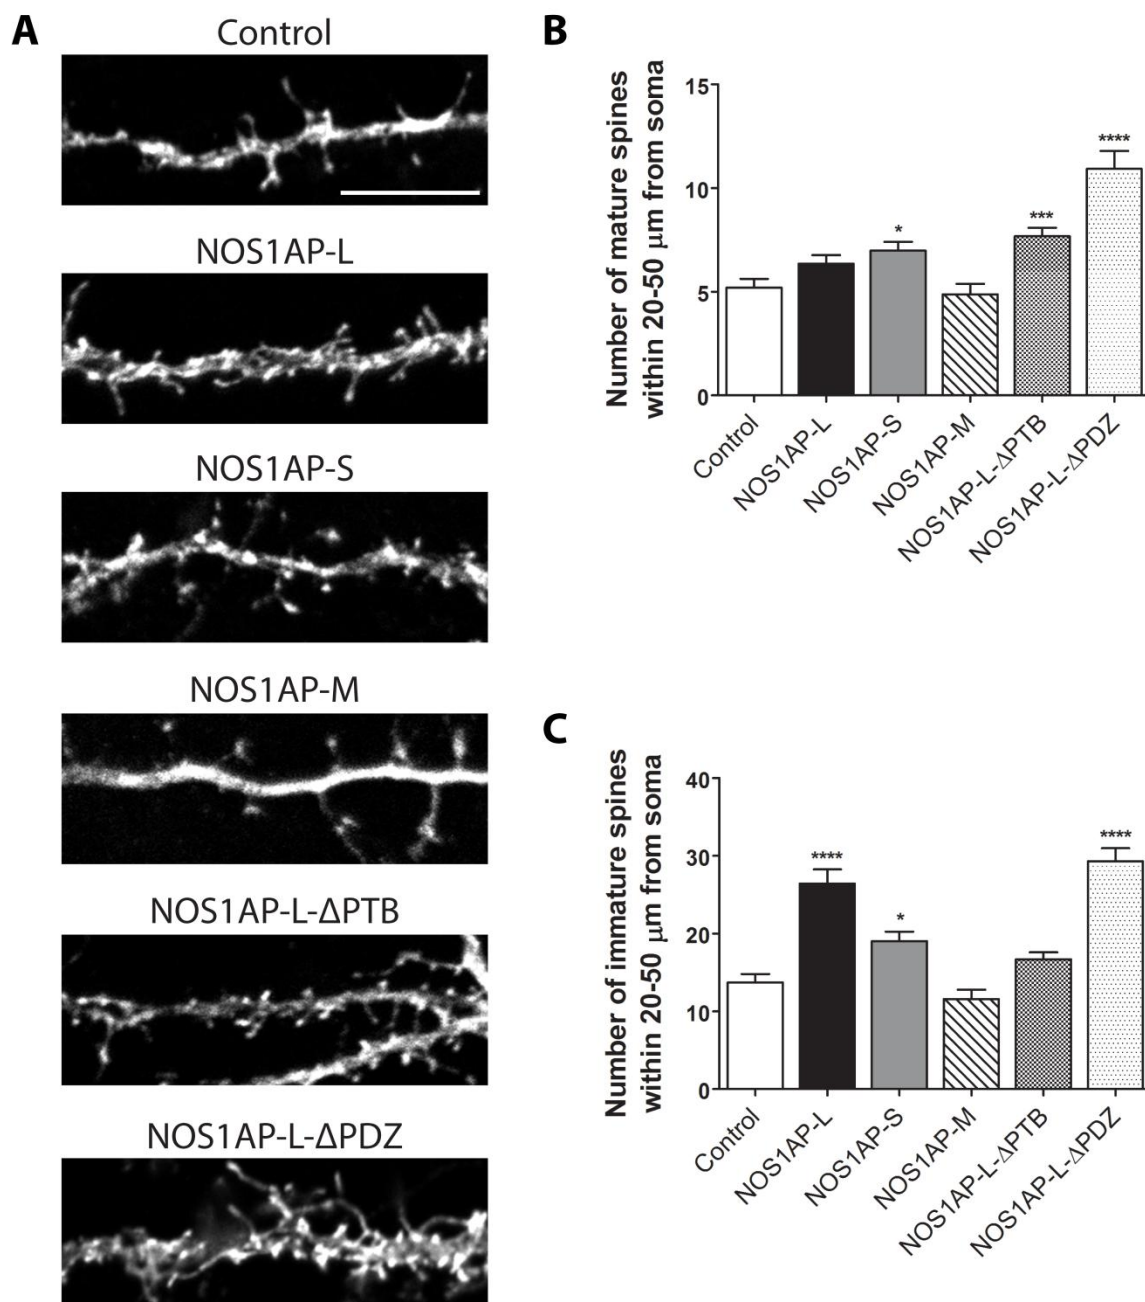 A
Control
NOS1AP-L
NOS1AP-S
NOS1AP-M
NOS1AP-L-ΔPTB
NOS1AP-L-ΔPDZ
B
Number of mature spines
within 20-50 μm from soma
15
10
5
0
*
***
****
Control
NOS1AP-L
NOS1AP-S
NOS1AP-M
NOS1AP-L-ΔPTB
NOS1AP-L-ΔPDZ
C
Number of immature spines
within 20-50 μm from soma
40
30
20
10
0
****
*
****
Control
NOS1AP-L
NOS1AP-S
NOS1AP-M
NOS1AP-L-ΔPTB
NOS1AP-L-ΔPDZ